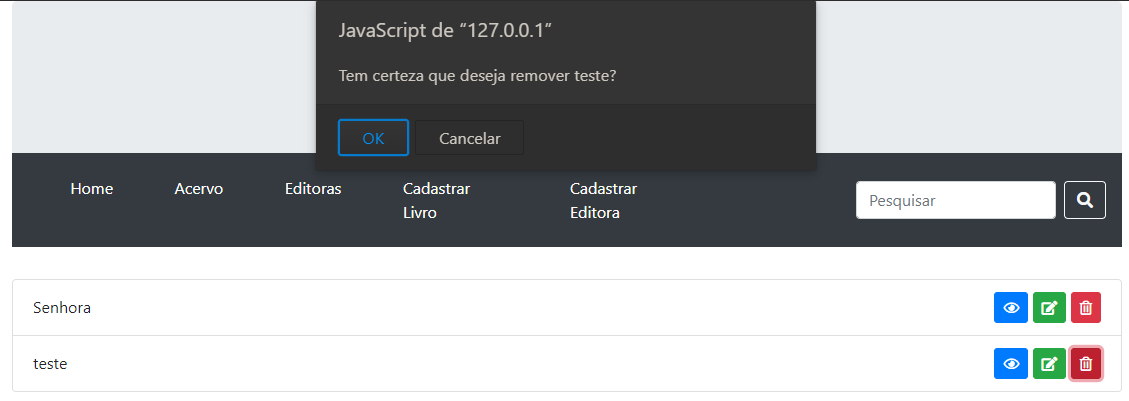 JavaScript de “127.0.0.1”
Tem certeza que deseja remover teste?
OK Cancelar
Home Acervo Editoras Cadastrar Cadastrar Pesquisar
Livro Editora
Senhora
teste